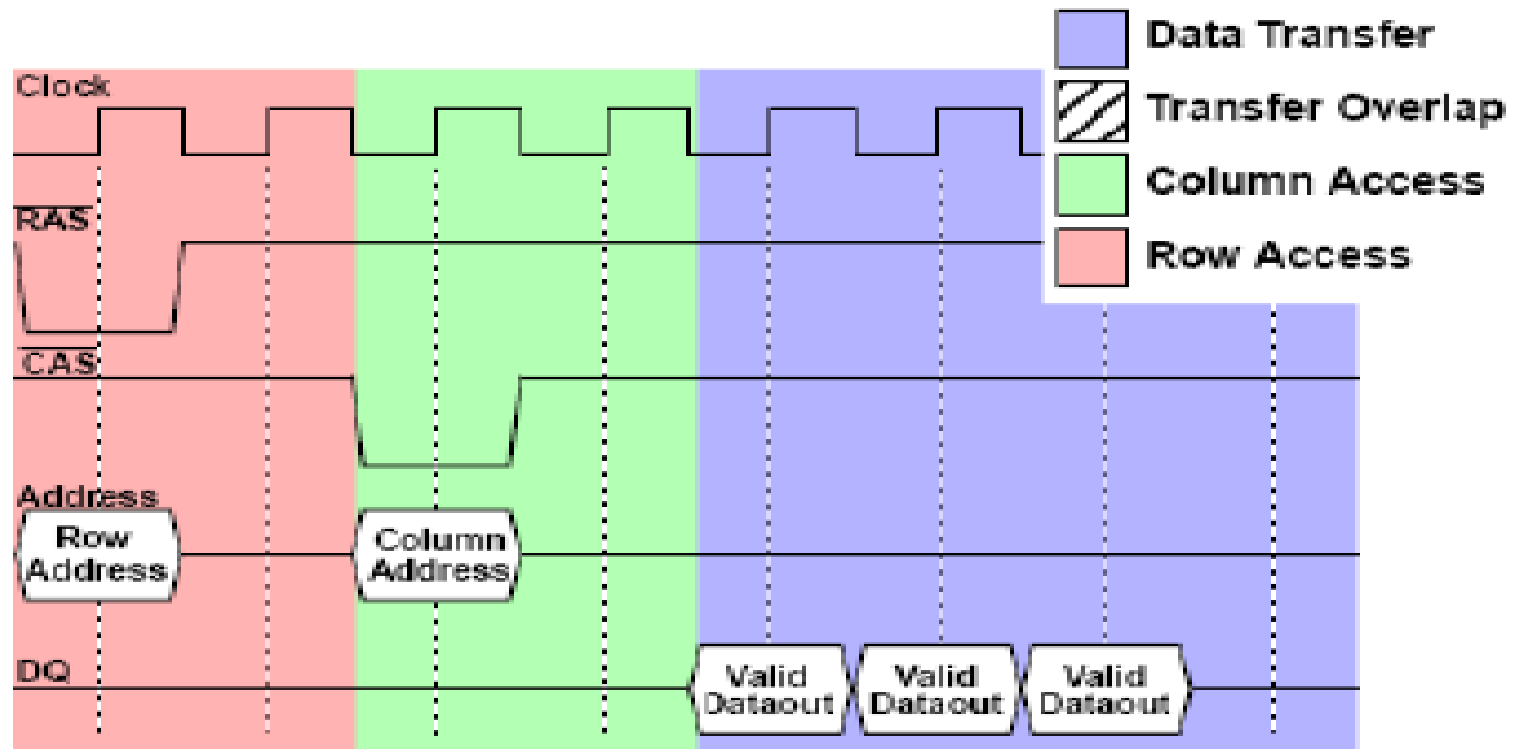 Data Transfer
Transfer Overlap
Column Access
Row Access
Clock
RAS
CAS
Address
Row
Address
Column
Address
DQ
Valid
Dataout
Valid
Dataout
Valid
Dataout